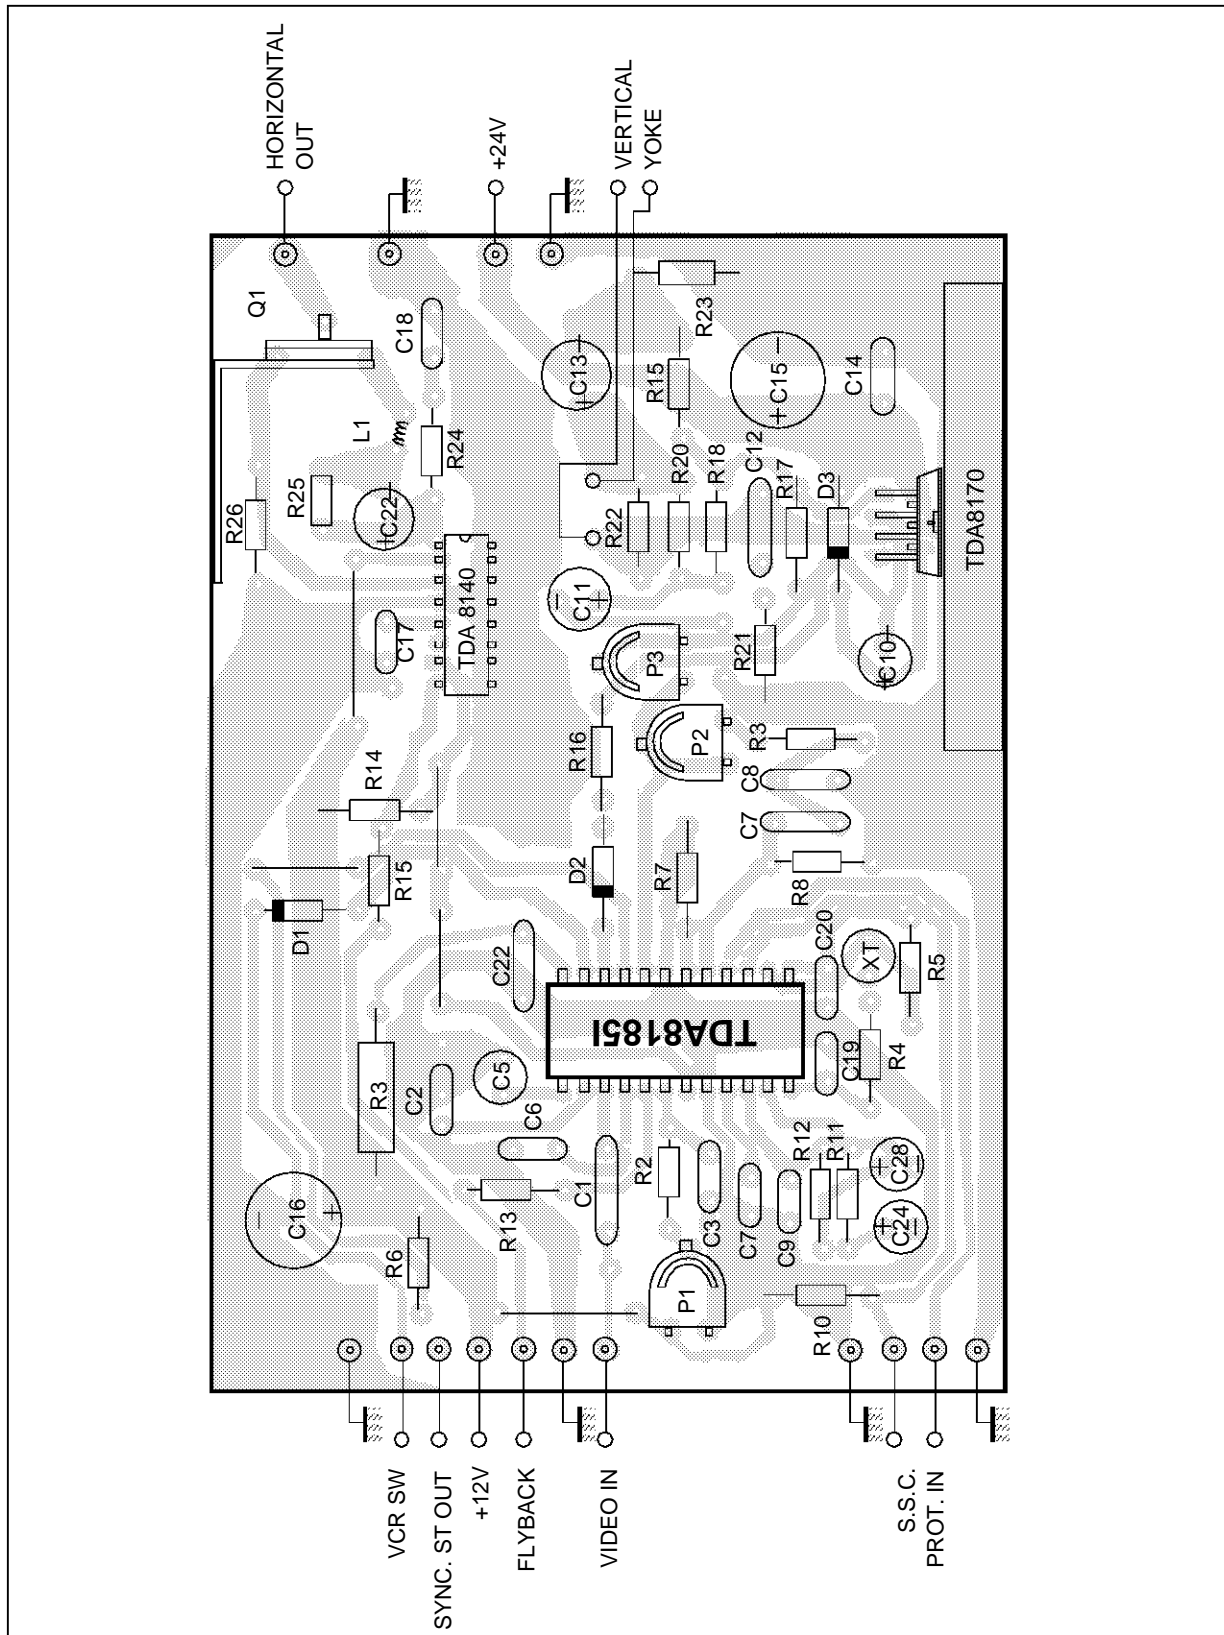 HORIZONTAL
OUT
+24V
VERTICAL
YOKE
Q1
C18
C13
R23
R15
C15
C14
L1
R24
R25
R26
C22
R20
R18
C12
R17
D3
R22
TDA8170
TDA 8140
C17
C11
P3
R21
C10
R16
P2
R3
C8
C7
R14
R15
D1
D2
R7
R8
C22
C20
XT
R5
TDA8185I
R3
C2
C5
C6
C19
R4
C16
R13
C1
R2
C3
C7
C9
R12
R11
C28
C24
R6
P1
R10
VCR SW
SYNC. ST OUT
+12V
FLYBACK
VIDEO IN
S.S.C.
PROT. IN